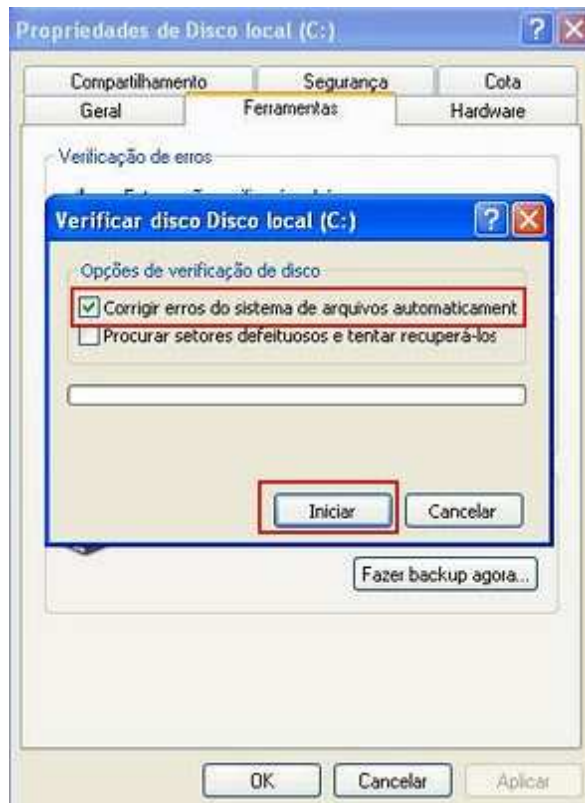 Propriedades de Disco local (C:)
Compartilhamento Segurança Cota
Geral Ferramentas Hardware
Verificação de erros
Verificar disco Disco local (C:)
Opções de verificação de disco
Corrigir erros do sistema de arquivos automaticament
Procurar setores defeituosos e tentar recuperá-los
Iniciar Cancelar
Fazer backup agora...
OK Cancelar Aplicar